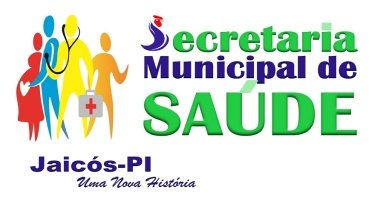 Secretaria
Municipal de
SAÚDE
Jaicós-PI
Uma Nova História